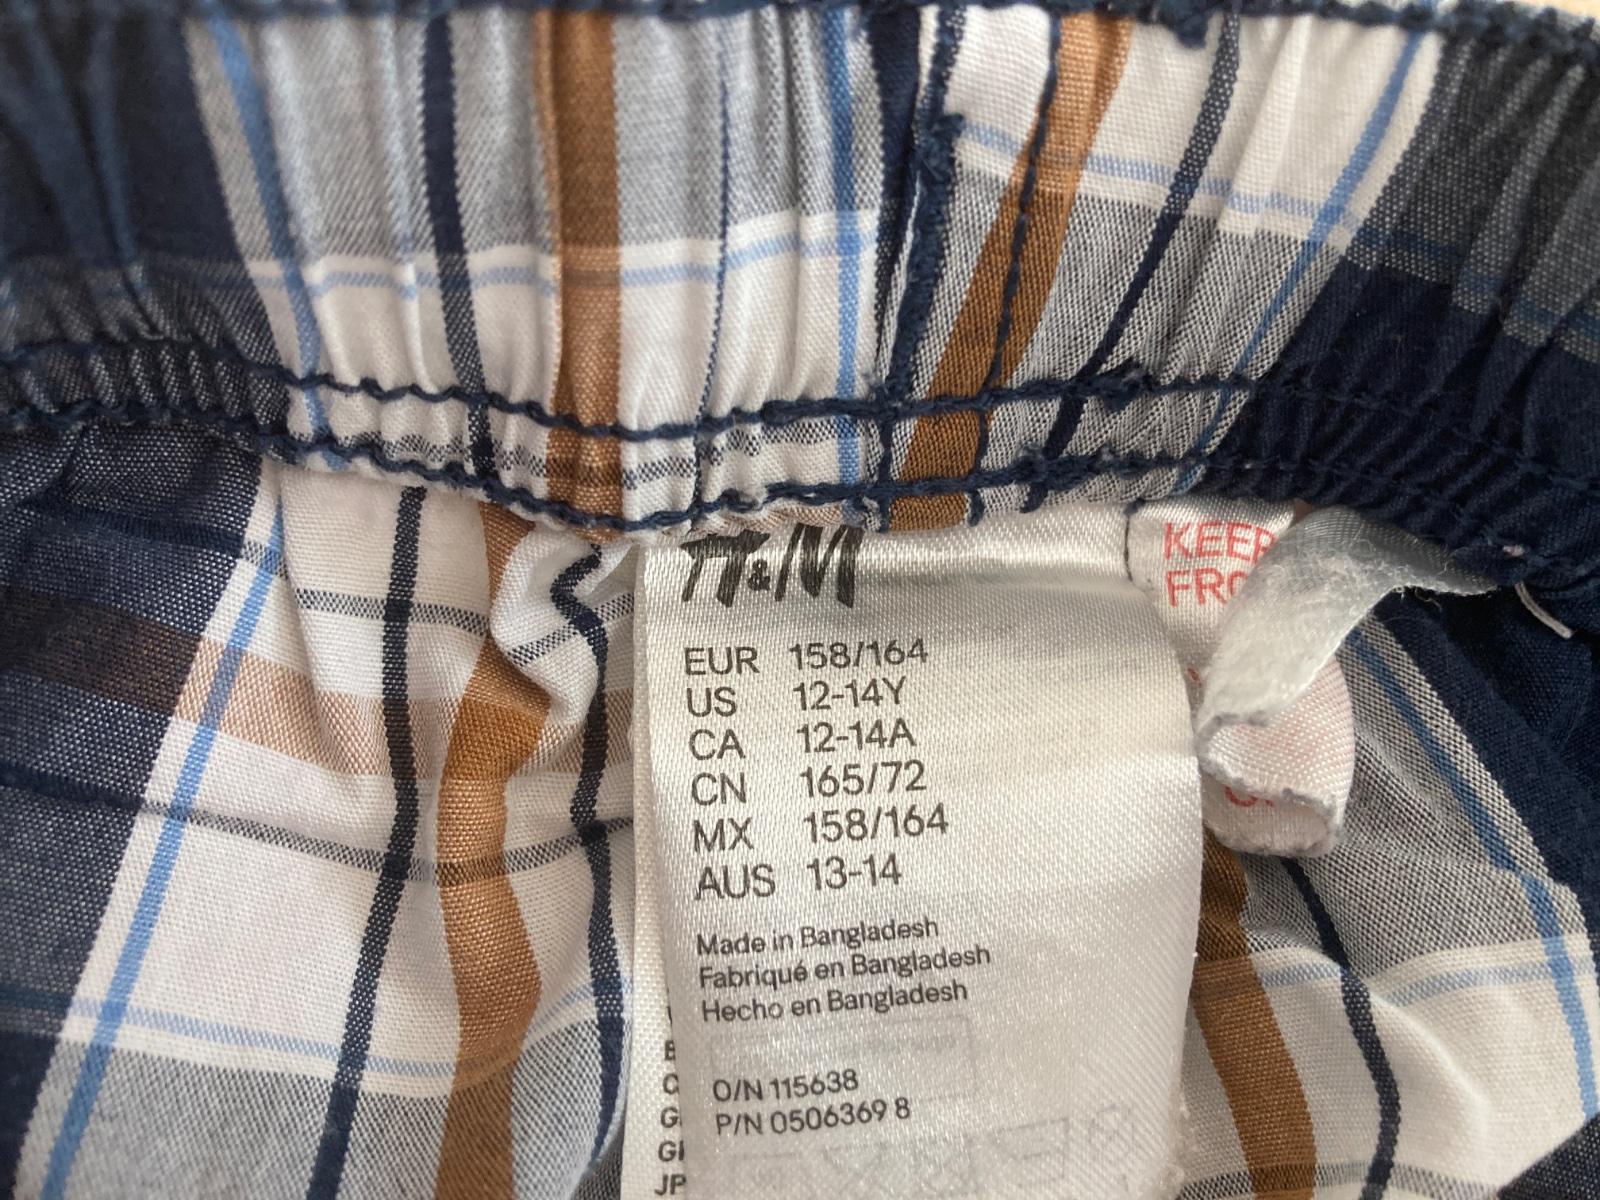 H&M
EUR 158/164
US 12-14Y
CA 12-14A
CN 165/72
MX 158/164
AUS 13-14
Made in Bangladesh
Fabriqué en Bangladesh
Hecho en Bangladesh
O/N 115638
P/N 0506369 8
JP
KEEP